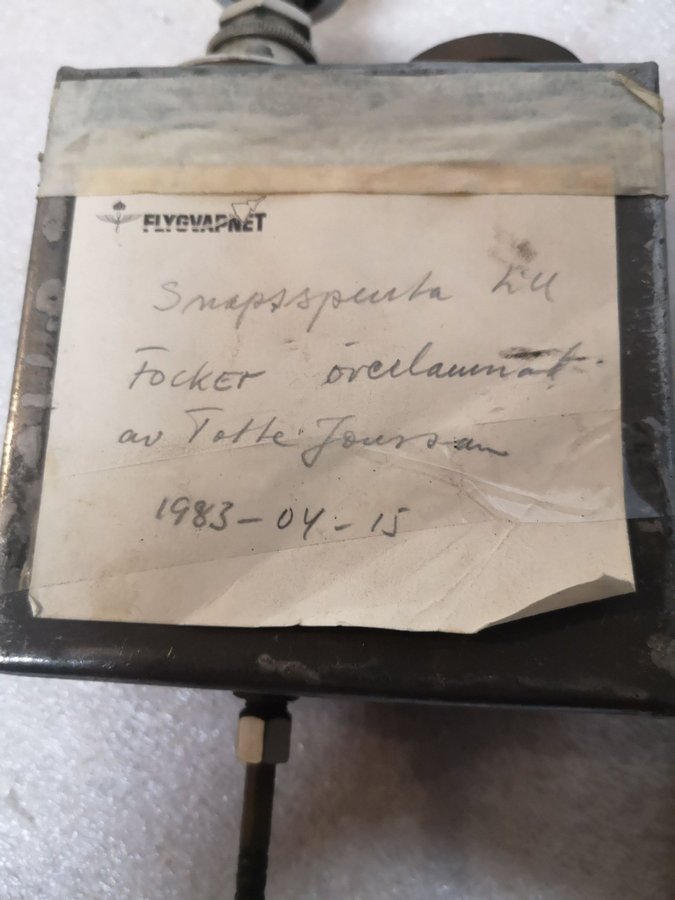 FLYGVAPNET
Snapsspruta till
FOCKER överlämnat
av Totte Jonsson
1983-04-15